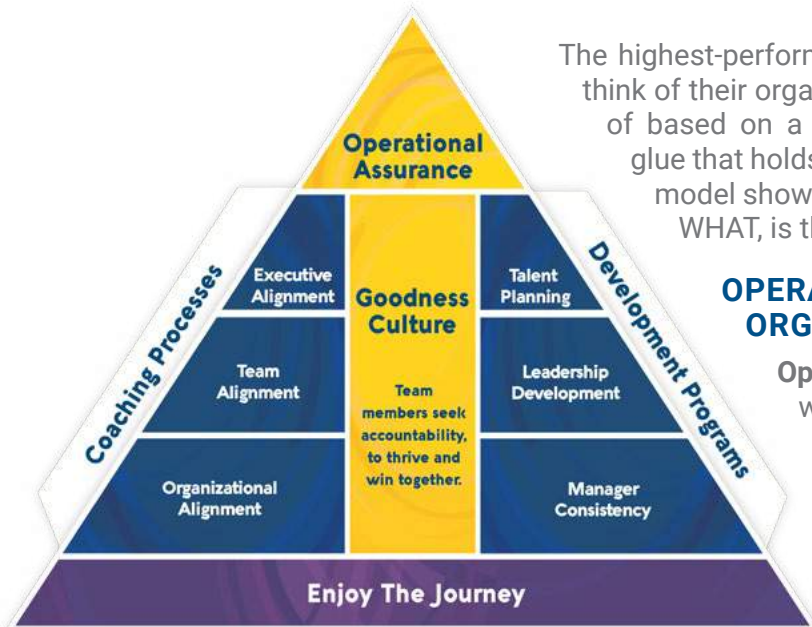 Operational
Assurance
Coaching Processes
Executive
Alignment
Team
Alignment
Organizational
Alignment
Goodness
Culture
Team
members seek
accountability,
to thrive and
win together.
Talent
Planning
Leadership
Development
Manager
Consistency
Development Programs
Enjoy The Journey
The highest-perform
think of their orga
of based on a
glue that holds
model show
WHAT, is t
OPERA
ORG
Op
w